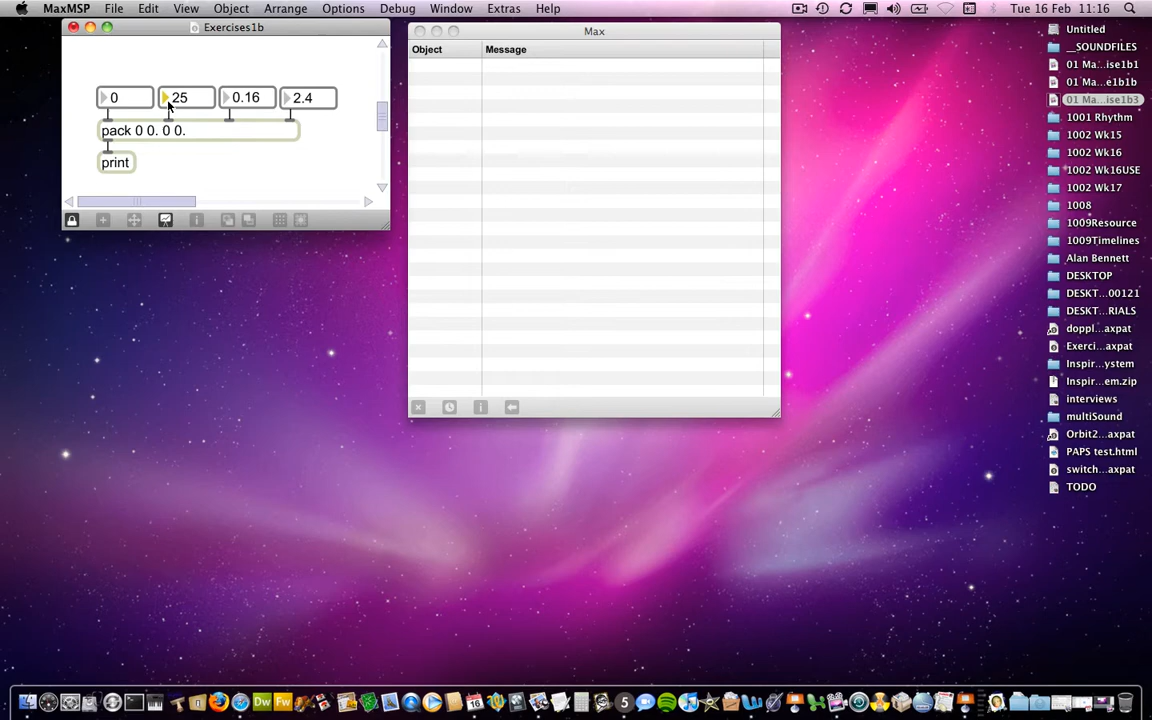 MaxMSP File Edit View Object Arrange Options Debug Window Extras Help
Tue 16 Feb 11:16
Exercises1b
0 25 0.16 2.4
pack 0 0. 0 0.
print
Max
Object Message
Untitled
__SOUNDFILES
01 Ma...ise1b1
01 Ma...e1b1b
01 Ma...ise1b3
1001 Rhythm
1002 Wk15
1002 Wk16
1002 Wk16USE
1002 Wk17
1008
1009Resource
1009Timelines
Alan Bennett
DESKTOP
DESKT...00121
DESKT...RIALS
doppl...axpat
Exerci...axpat
Inspir...ystem
Inspir...em.zip
interviews
multiSound
Orbit2...axpat
PAPS test.html
switch...axpat
TODO
Dw Fw
16
5